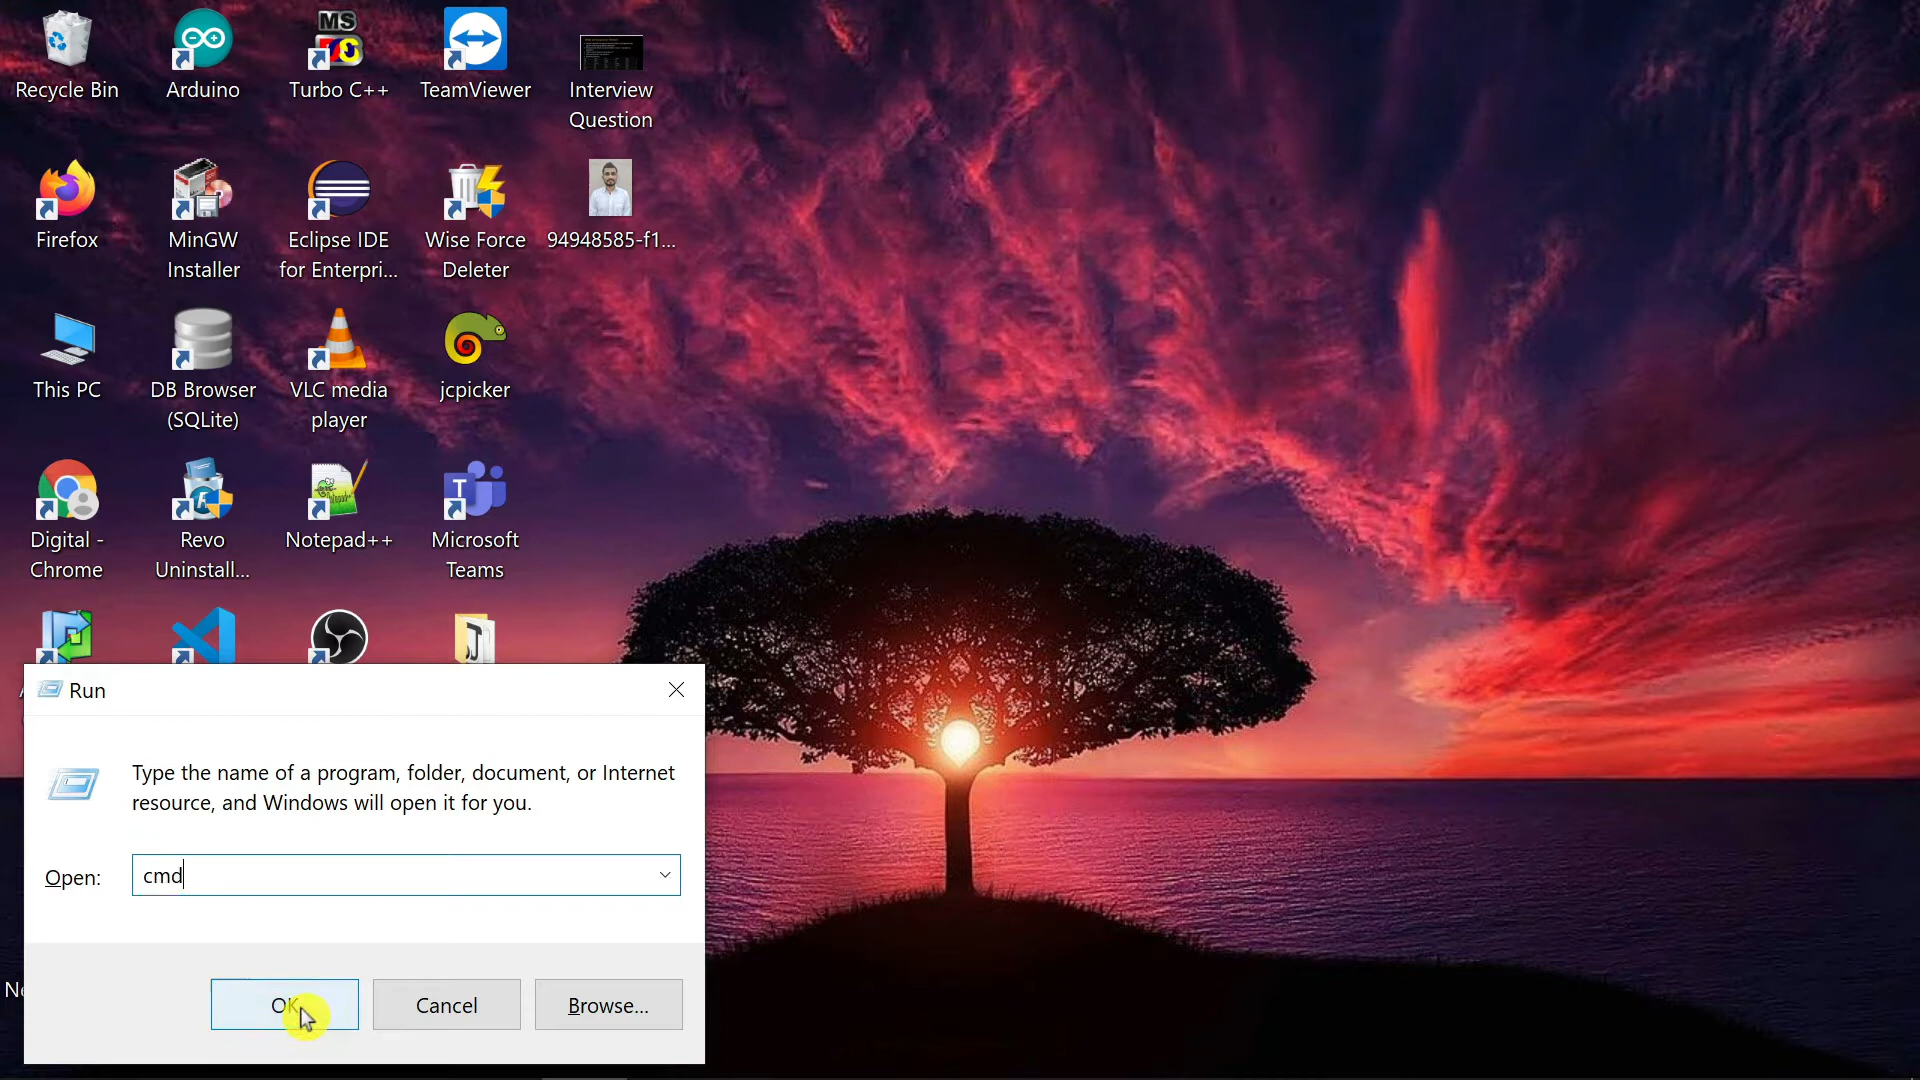 Recycle Bin
Arduino
MS
Turbo C++
TeamViewer
Interview
Question
Firefox
MinGW
Installer
Eclipse IDE
for Enterpri...
Wise Force
Deleter
94948585-f1...
This PC
DB Browser
(SQLite)
VLC media
player
jcpicker
Digital -
Chrome
Revo
Uninstall...
Notepad++
T
Microsoft
Teams
Run
Type the name of a program, folder, document, or Internet
resource, and Windows will open it for you.
Open:
cmd
OK
Cancel
Browse...